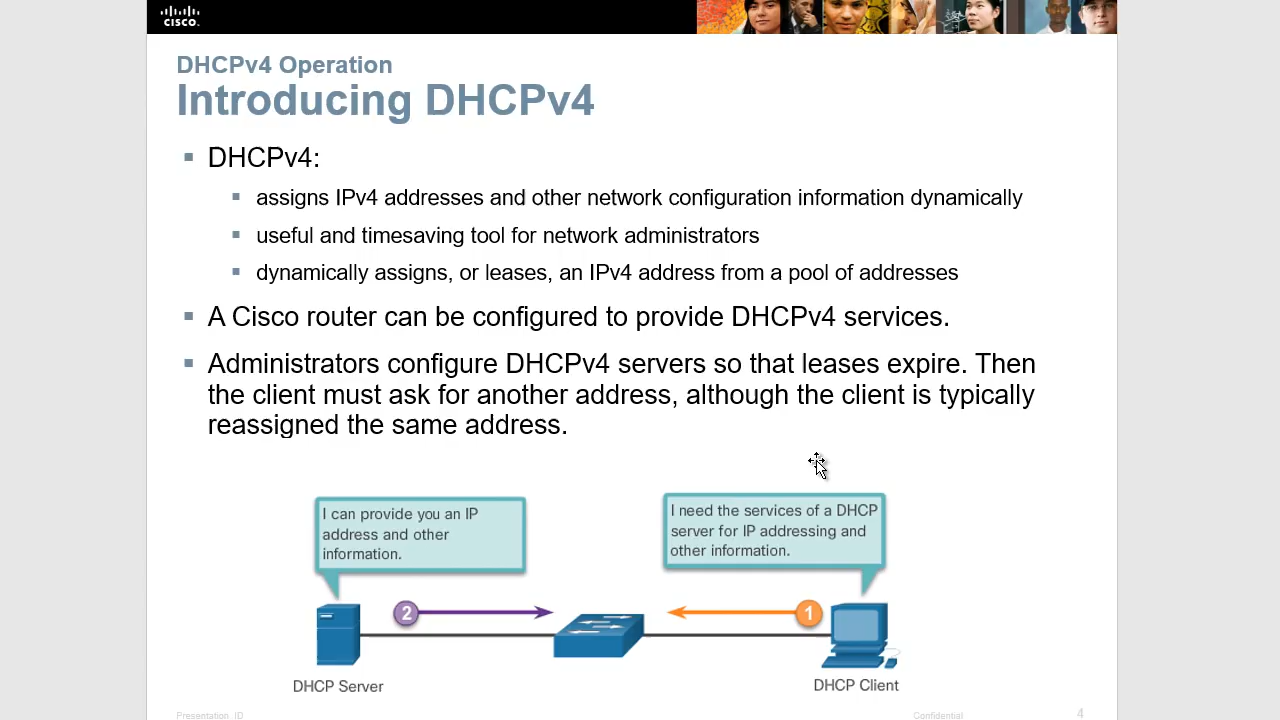 CISCO.
DHCPv4 Operation
Introducing DHCPv4
DHCPv4:
assigns IPv4 addresses and other network configuration information dynamically
useful and timesaving tool for network administrators
dynamically assigns, or leases, an IPv4 address from a pool of addresses
A Cisco router can be configured to provide DHCPv4 services.
Administrators configure DHCPv4 servers so that leases expire. Then
the client must ask for another address, although the client is typically
reassigned the same address.
I can provide you an IP
address and other
information.
I need the services of a DHCP
server for IP addressing and
other information.
2
1
DHCP Server
DHCP Client
Presentation_ID
Confidential
4